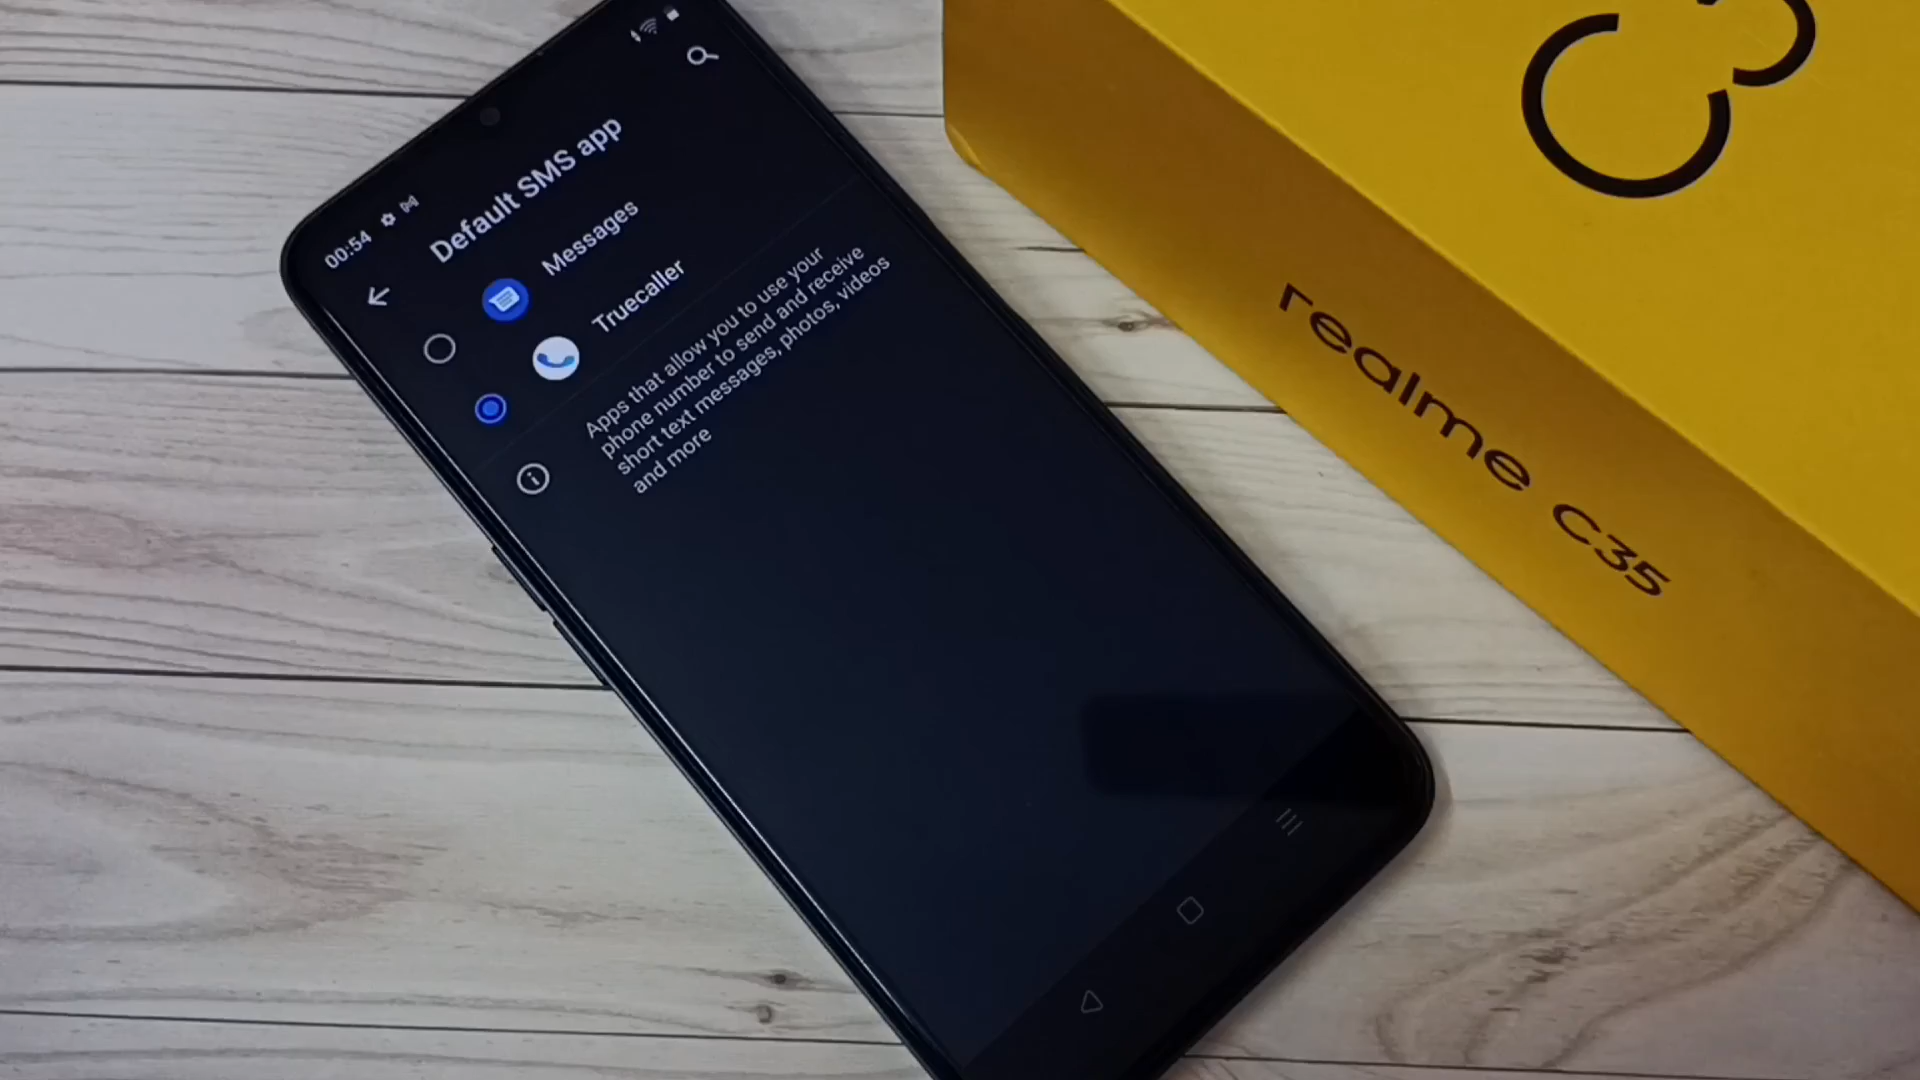 00:54
Default SMS app
Messages
Truecaller
Apps that allow you to use your
phone number to send and receive
short text messages, photos, videos
and more
C3
realme C35